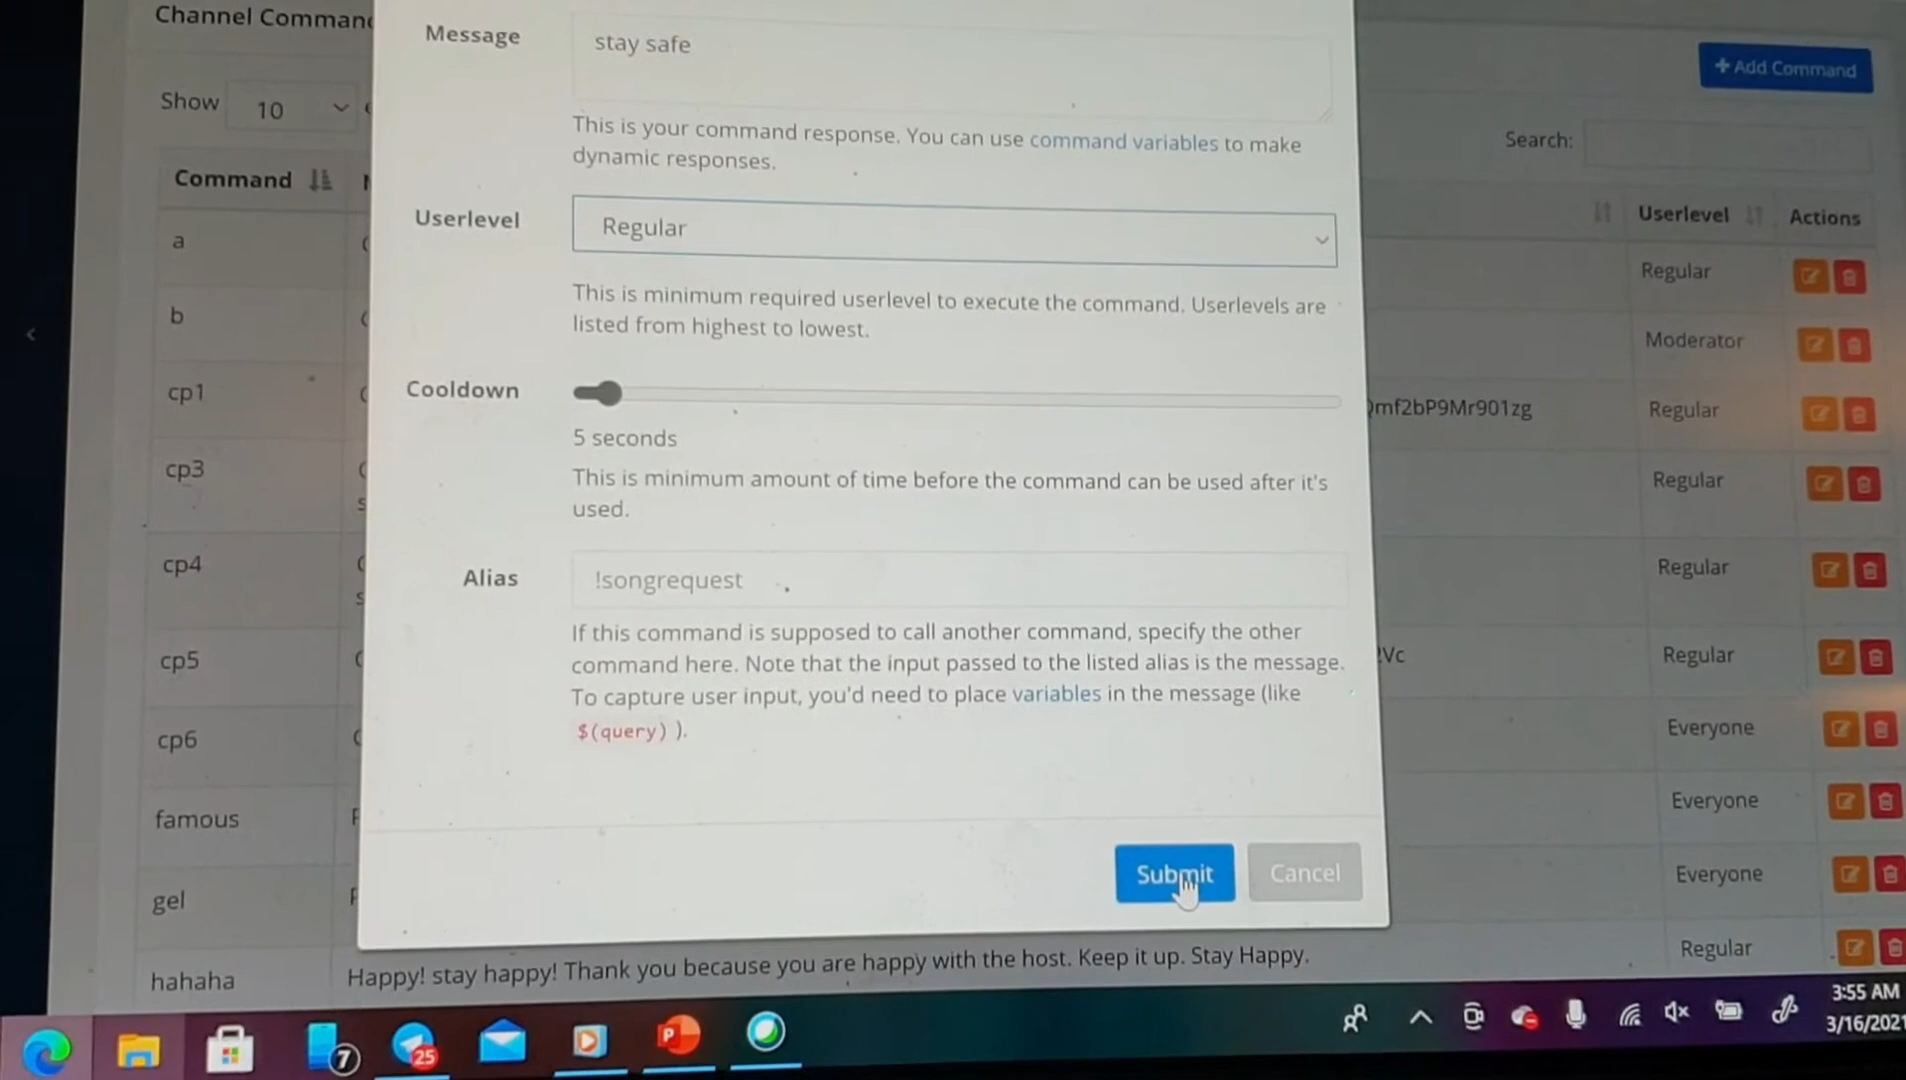 Channel Comman
Message
stay safe
+ Add Command
Show
10
This is your command response. You can use command variables to make
dynamic responses.
Search:
Command
Userlevel
Regular
Userlevel
Actions
a
Regular
This is minimum required userlevel to execute the command. Userlevels are
listed from highest to lowest.
b
Moderator
Cooldown
cp1
mf2bP9Mr901zg
Regular
5 seconds
cp3
This is minimum amount of time before the command can be used after it's
used.
Regular
cp4
Alias
!songrequest
Regular
If this command is supposed to call another command, specify the other
command here. Note that the input passed to the listed alias is the message.
To capture user input, you'd need to place variables in the message (like
$(query) ).
cp5
Vc
Regular
cp6
Everyone
famous
Everyone
Submit
Cancel
gel
Everyone
hahaha
Happy! stay happy! Thank you because you are happy with the host. Keep it up. Stay Happy.
Regular
7
25
P
3:55 AM
3/16/2021